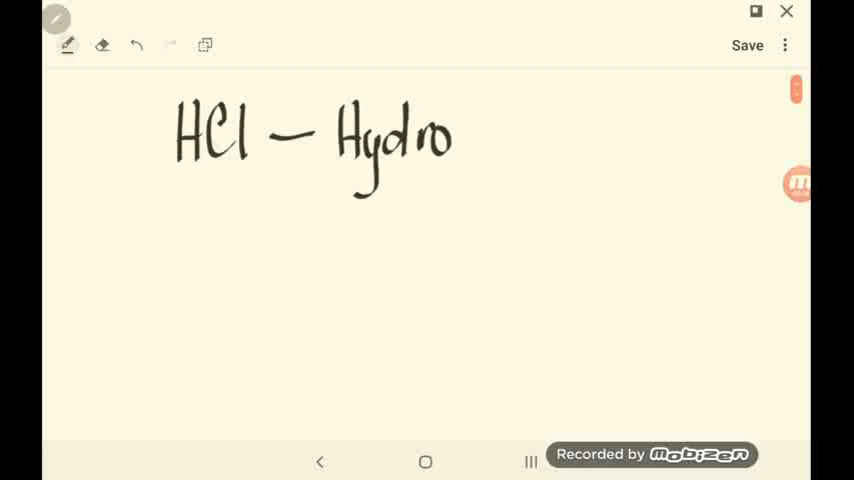 Save
HCl – Hydro
Recorded by mobizen